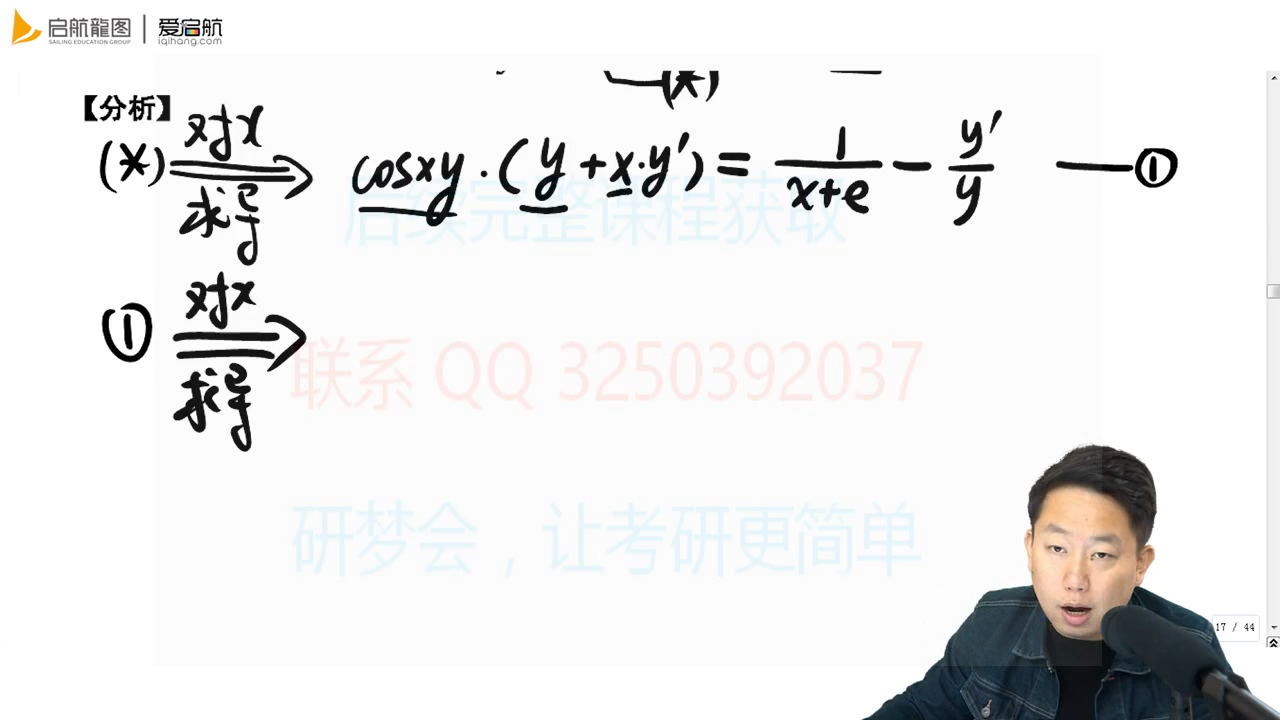 启航龍图 | 爱启航
SAILING EDUCATION GROUP iqihang.com
(*)
【分析】
(*) 对x 求导 cosxy·(y+x·y′) = 1/(x+e) − y′/y —①
后续完整课程获取
① 对x 求导
联系 QQ 3250392037
研梦会，让考研更简单
17 / 44